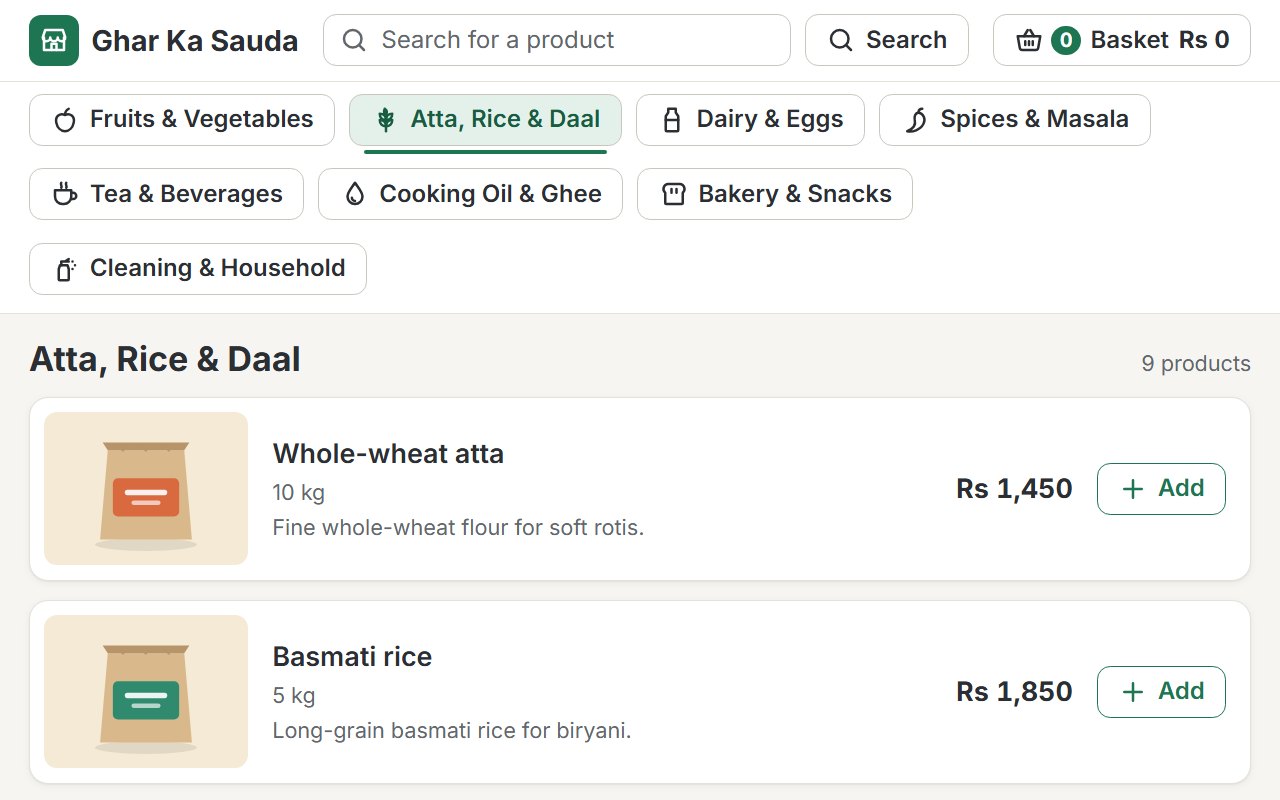 Ghar Ka Sauda
Search for a product
Search
0 Basket Rs 0
Fruits & Vegetables
Atta, Rice & Daal
Dairy & Eggs
Spices & Masala
Tea & Beverages
Cooking Oil & Ghee
Bakery & Snacks
Cleaning & Household
Atta, Rice & Daal
9 products
Whole-wheat atta
10 kg
Fine whole-wheat flour for soft rotis.
Rs 1,450
Add
Basmati rice
5 kg
Long-grain basmati rice for biryani.
Rs 1,850
Add